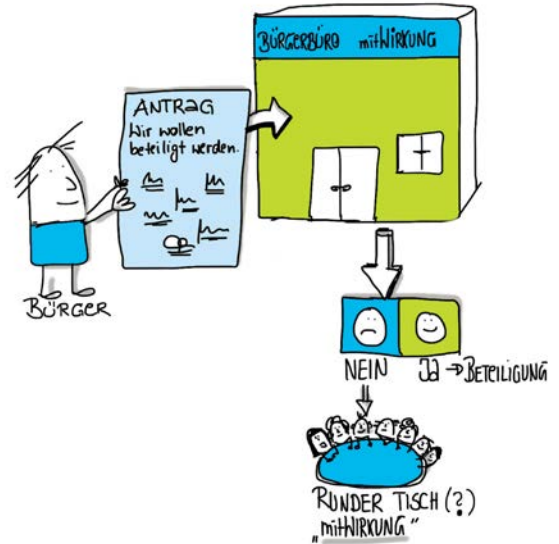 BÜRGERBÜRO mitWIRKUNG
ANTRaG
Wir wollen
beteiligt werden.
BÜRGER
NEIN Ja → BETEILIGUNG
RUNDER TISCH (?)
„mitWIRKUNG“